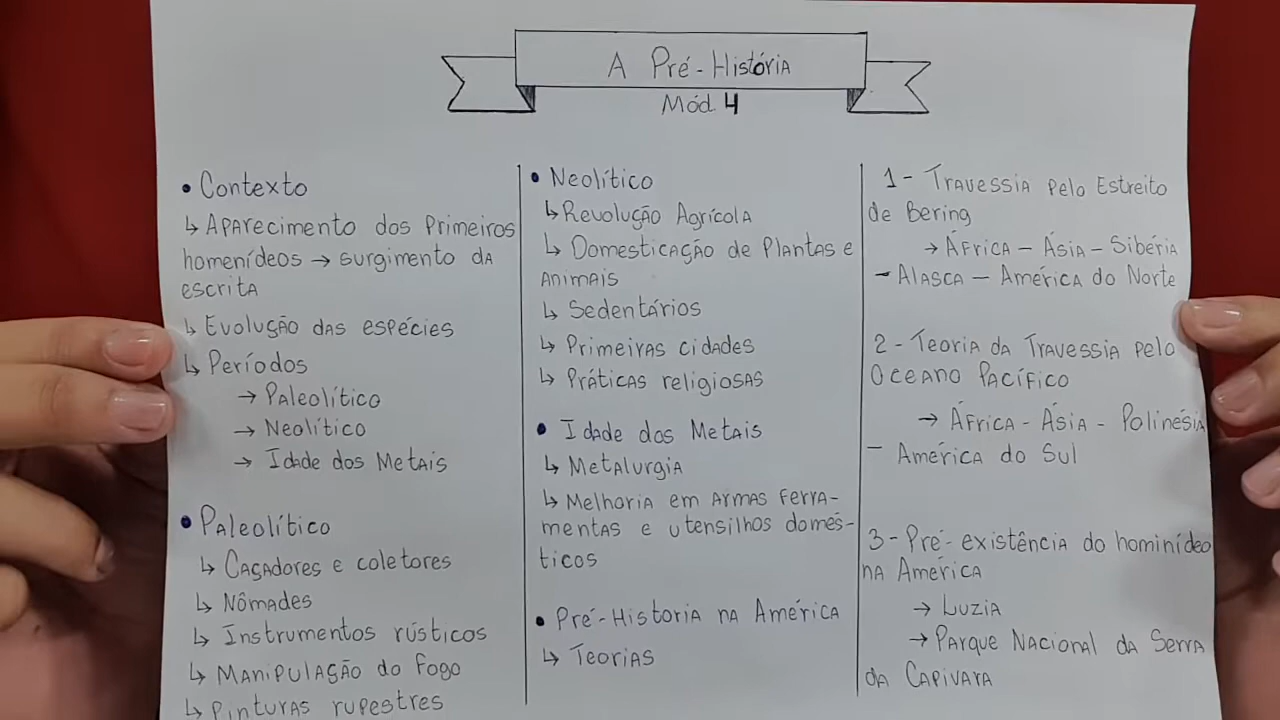 A Pré-História
Mód. 4
• Contexto
↳ Aparecimento dos Primeiros
homenídeos → surgimento da
escrita
↳ Evolução das espécies
↳ Períodos
→ Paleolítico
→ Neolítico
→ Idade dos Metais
• Paleolítico
↳ Caçadores e coletores
↳ Nômades
↳ Instrumentos rústicos
↳ Manipulação do Fogo
↳ Pinturas rupestres
• Neolítico
↳ Revolução Agrícola
↳ Domesticação de Plantas e
Animais
↳ Sedentários
↳ Primeiras cidades
↳ Práticas religiosas
• Idade dos Metais
↳ Metalurgia
↳ Melhoria em armas ferra-
mentas e utensilhos domés-
ticos
• Pré-Historia na América
↳ Teorias
1 - Travessia pelo Estreito
de Bering
→ África - Ásia - Sibéria
- Alasca - América do Norte
2 - Teoria da Travessia pelo
Oceano Pacífico
→ África - Ásia - Polinésia
- América do Sul
3 - Pré-existência do hominídeo
na América
→ Luzia
→ Parque Nacional da Serra
da Capivara